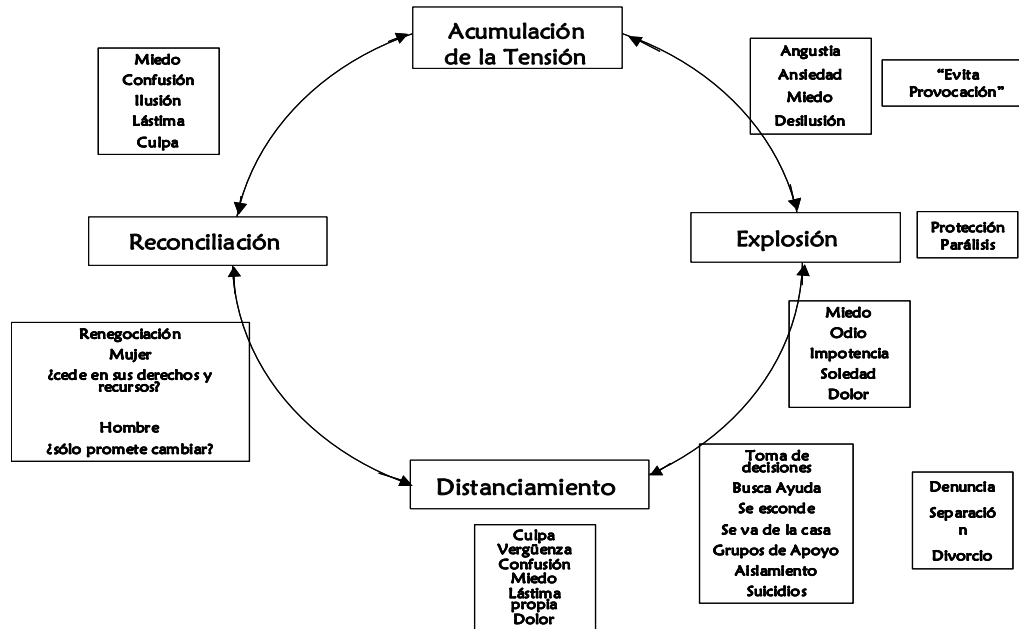 Acumulación
de la Tensión
Miedo
Confusión
Ilusión
Lástima
Culpa
Angustia
Ansiedad
Miedo
Desilusión
“Evita
Provocación”
Reconciliación
Explosión
Protección
Parálisis
Renegociación
Mujer
¿cede en sus derechos y
recursos?
Hombre
¿sólo promete cambiar?
Miedo
Odio
Impotencia
Soledad
Dolor
Distanciamiento
Culpa
Vergüenza
Confusión
Miedo
Lástima
propia
Dolor
Toma de
decisiones
Busca Ayuda
Se esconde
Se va de la casa
Grupos de Apoyo
Aislamiento
Suicidios
Denuncia
Separació
n
Divorcio